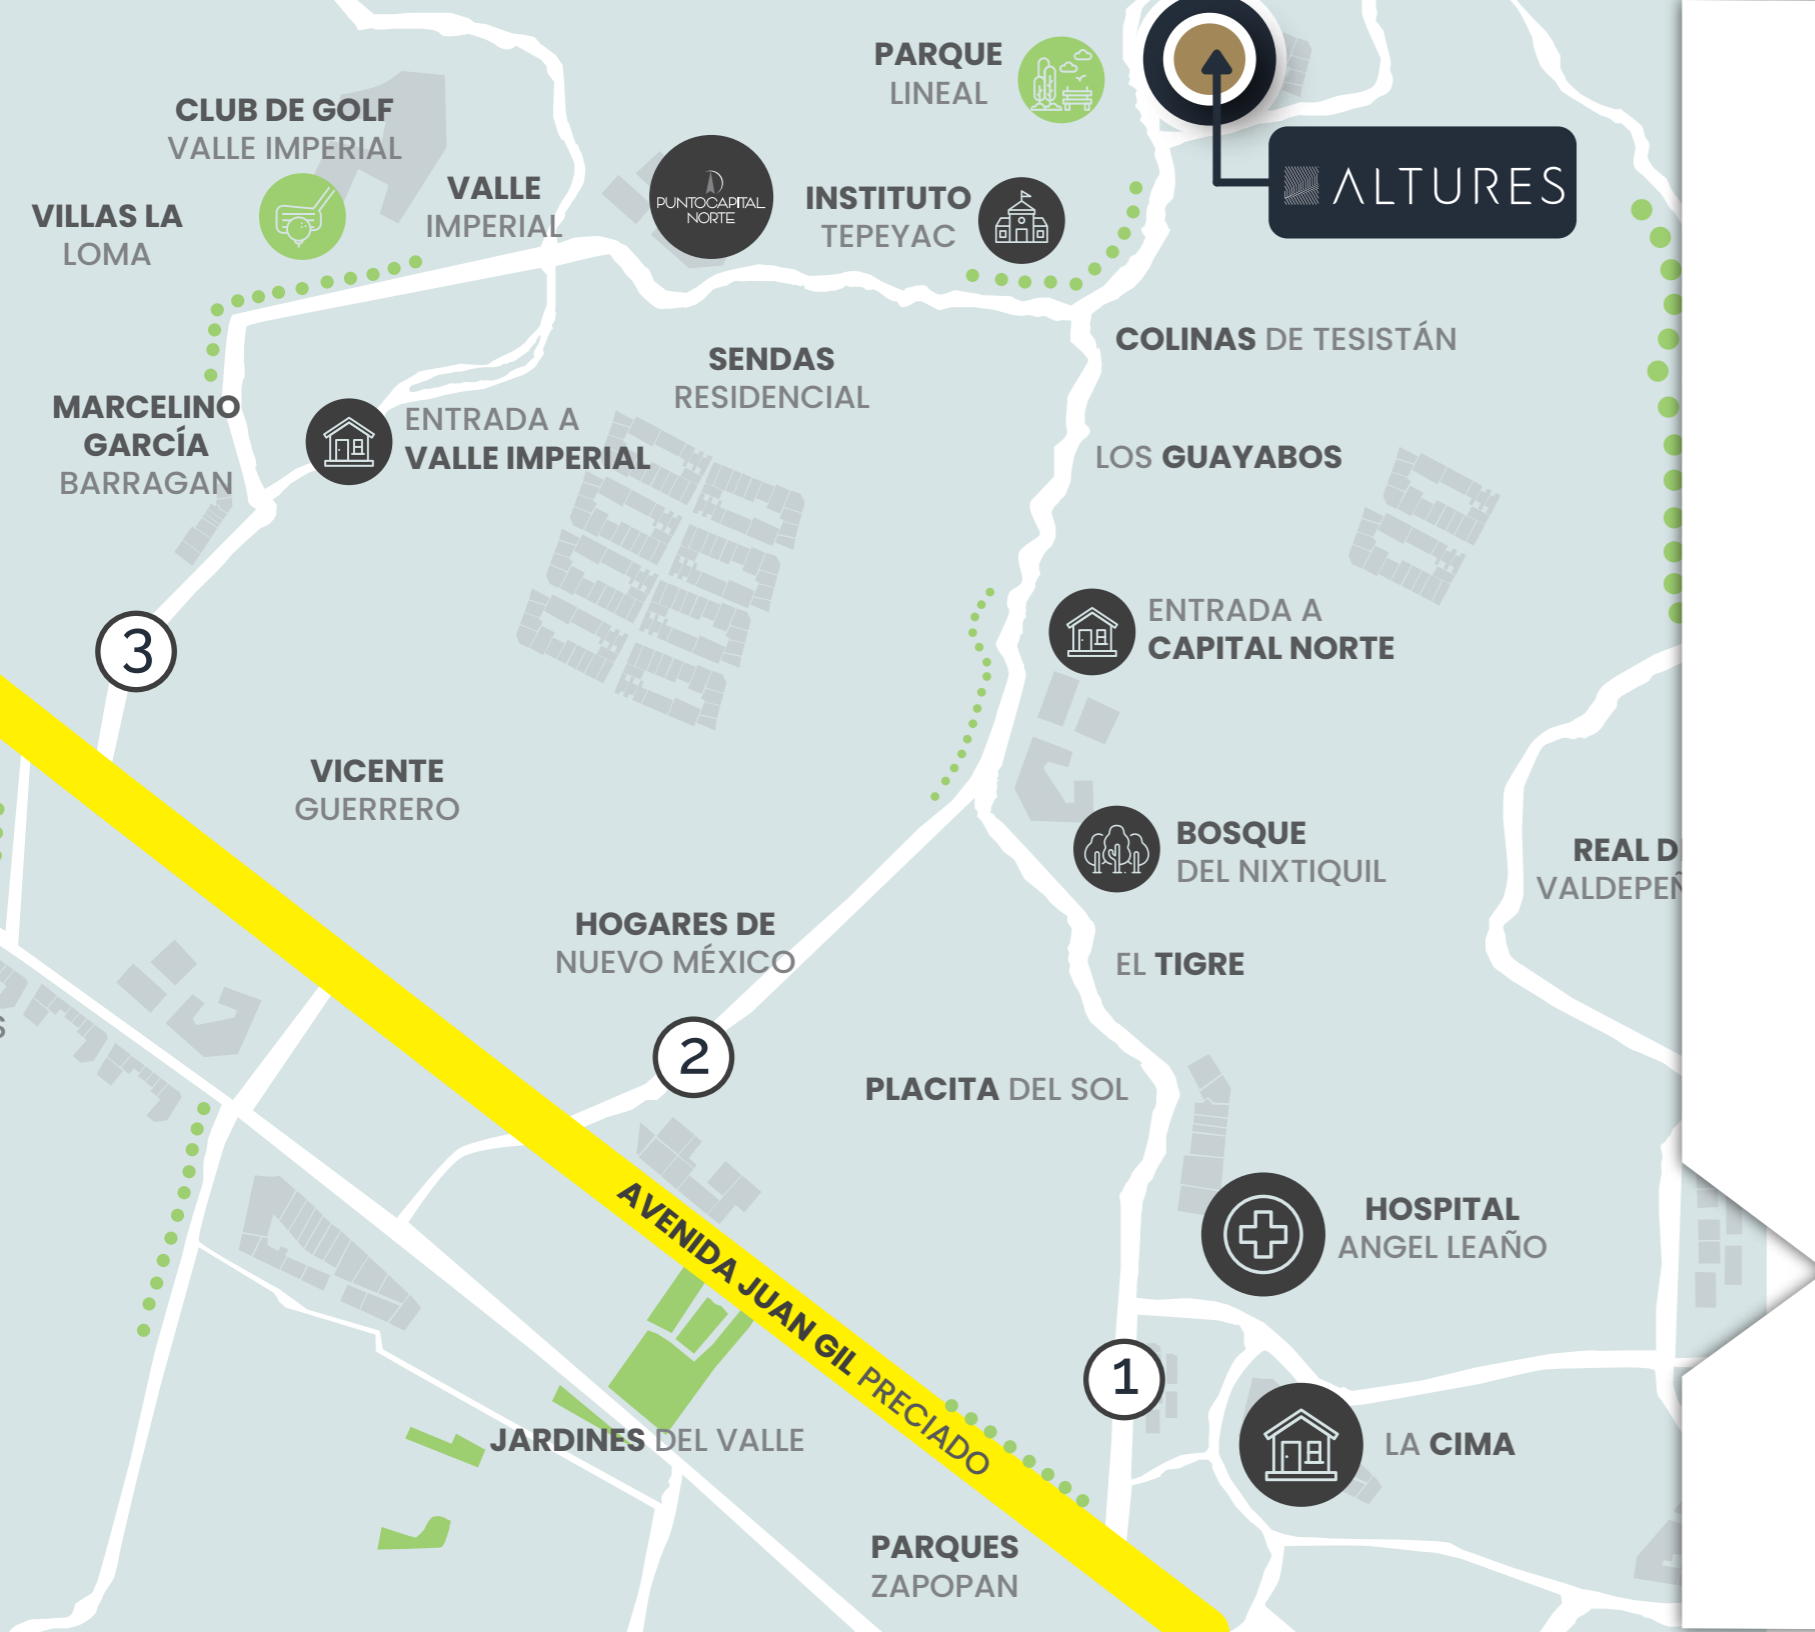 PARQUE
LINEAL
CLUB DE GOLF
VALLE IMPERIAL
VALLE
IMPERIAL
PUNTOCAPITAL
NORTE
INSTITUTO
TEPEYAC
ALTURES
VILLAS LA
LOMA
COLINAS DE TESISTÁN
SENDAS
RESIDENCIAL
MARCELINO
GARCÍA
BARRAGAN
ENTRADA A
VALLE IMPERIAL
LOS GUAYABOS
ENTRADA A
CAPITAL NORTE
3
VICENTE
GUERRERO
BOSQUE
DEL NIXTIQUIL
REAL D
VALDEPEÑ
HOGARES DE
NUEVO MÉXICO
EL TIGRE
S
2
PLACITA DEL SOL
HOSPITAL
ANGEL LEAÑO
AVENIDA JUAN GIL PRECIADO
1
JARDINES DEL VALLE
LA CIMA
PARQUES
ZAPOPAN